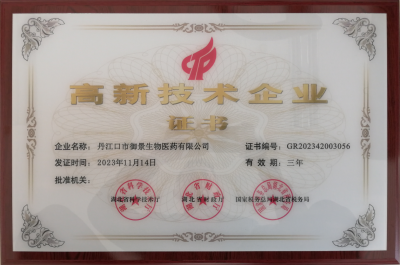 高新技术企业
证书
企业名称：丹江口市御景生物医药有限公司 证书编号：GR202342003056
发证时间：2023年11月14日 有效期：三年
批准机关：
湖北省科学技术厅 湖北省财政厅 国家税务总局湖北省税务局